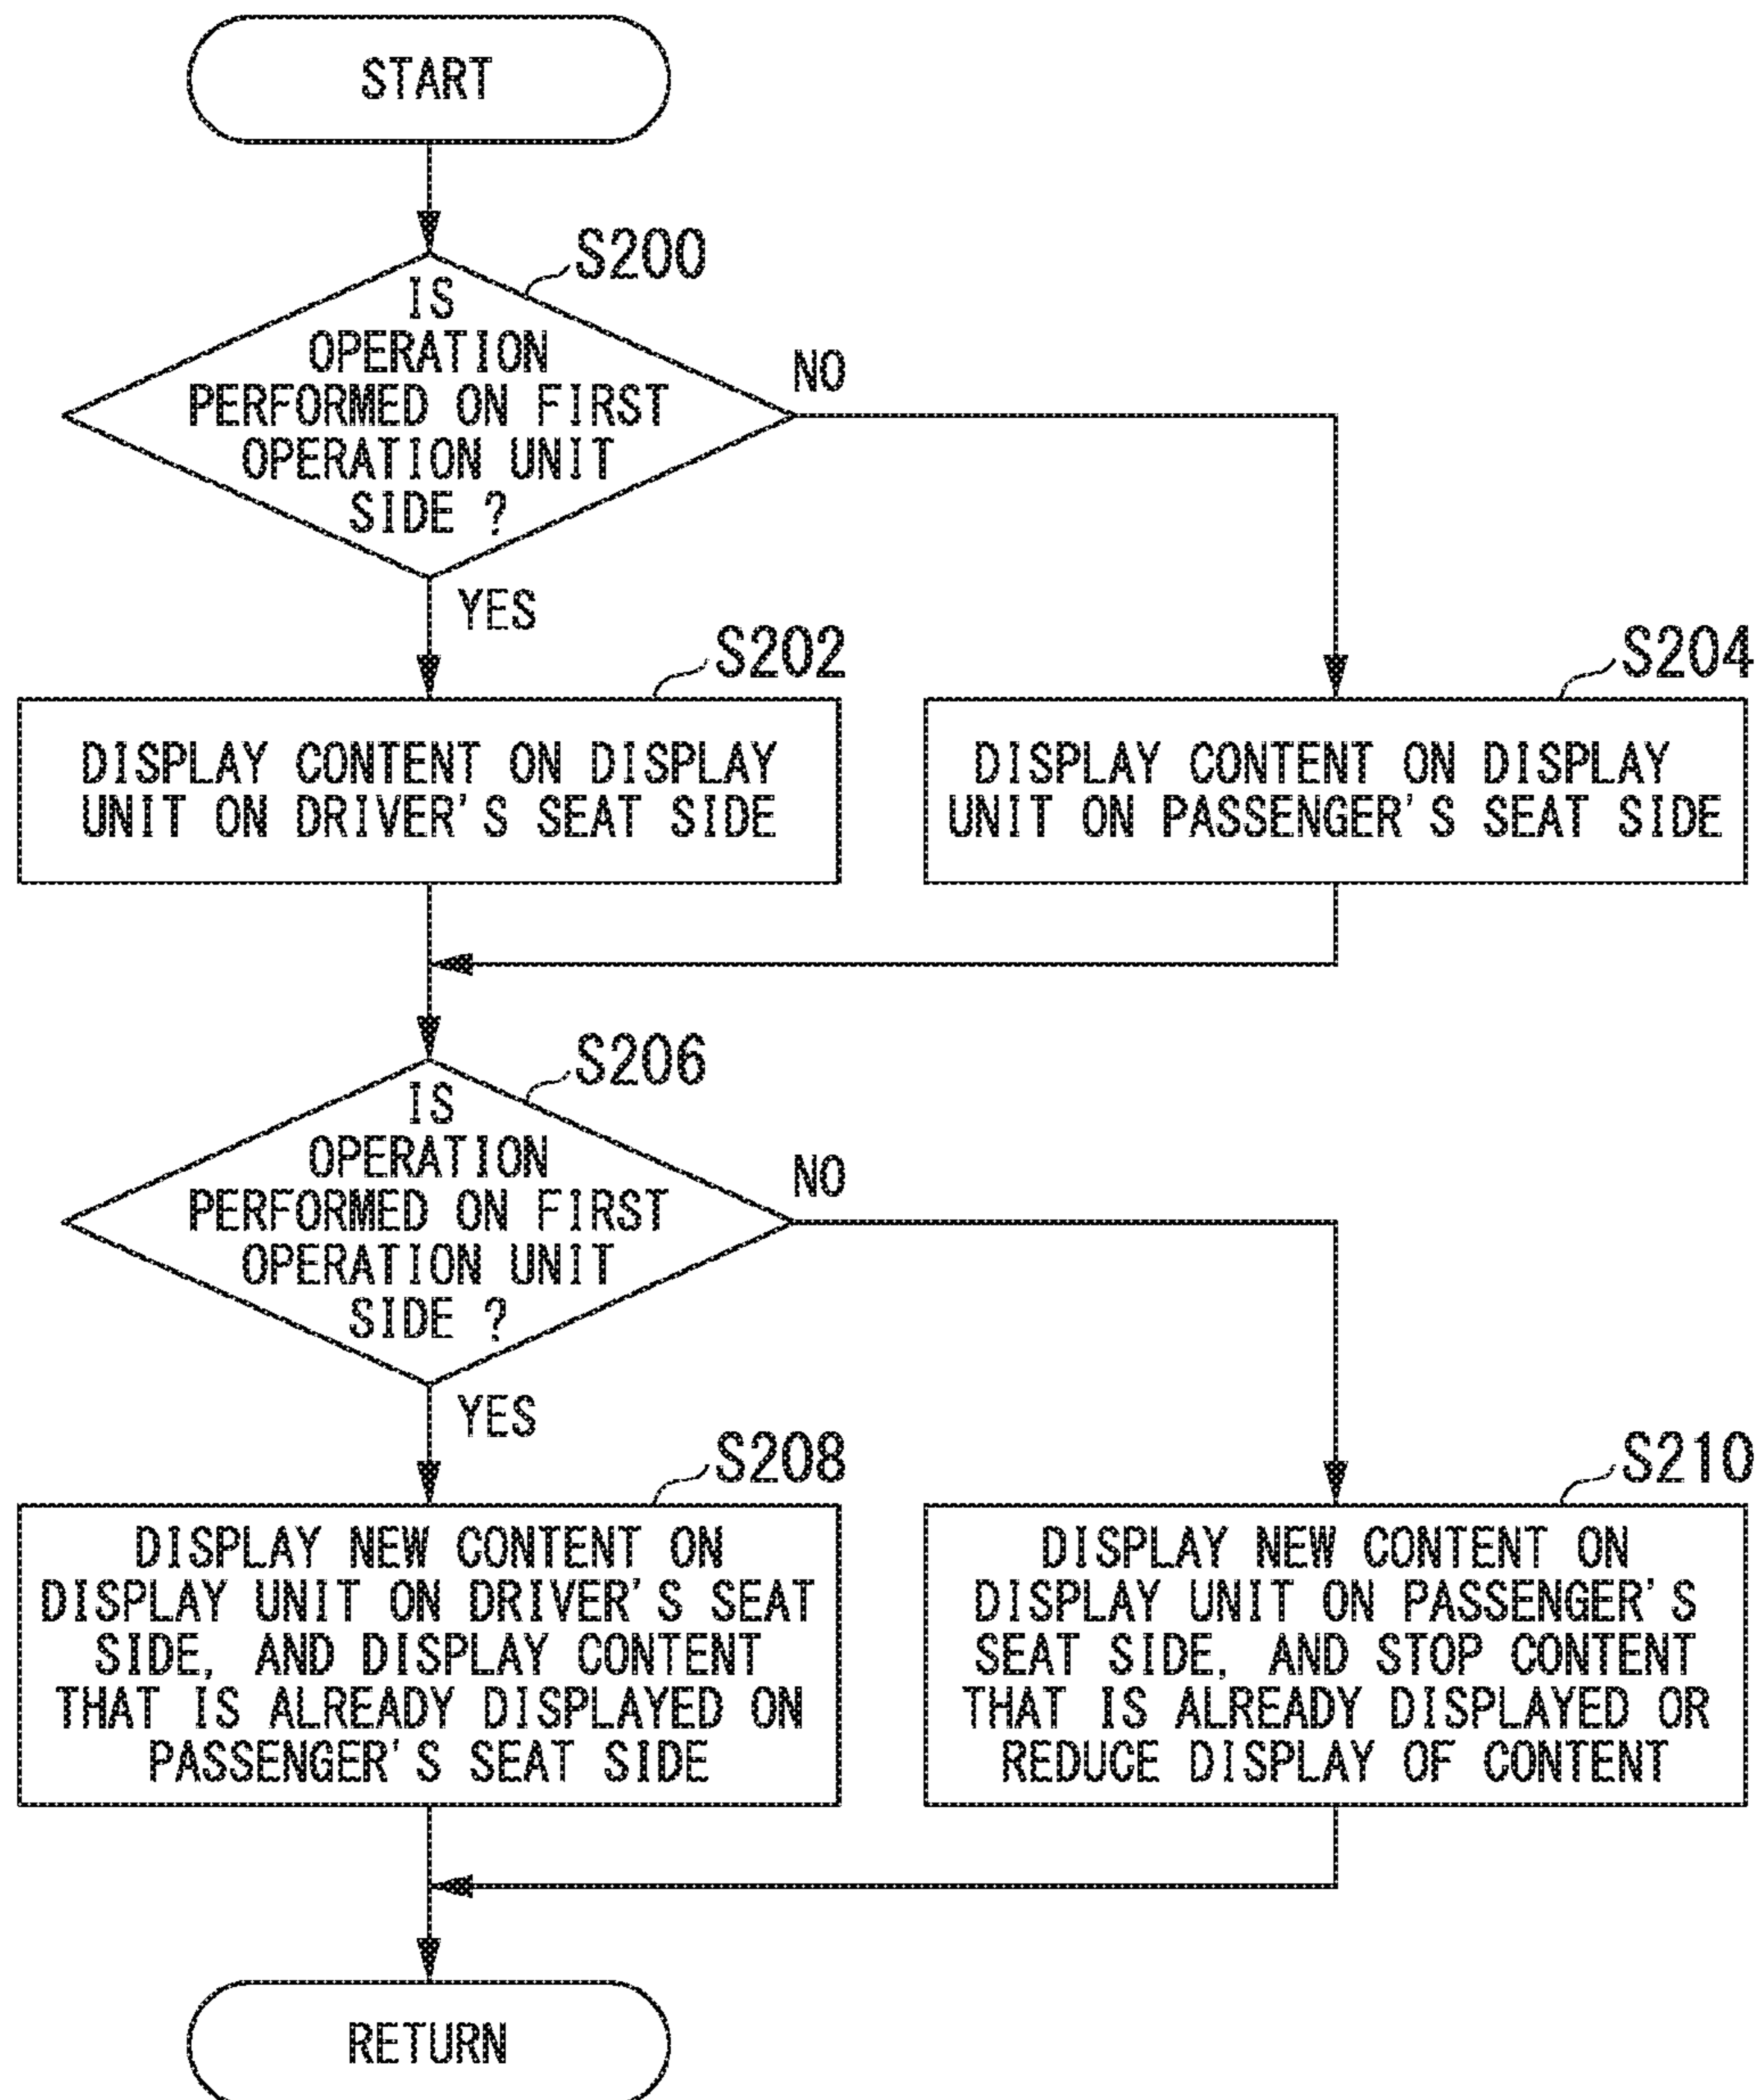 START
S200
IS
OPERATION
PERFORMED ON FIRST
OPERATION UNIT
SIDE ?
NO
YES
S202
DISPLAY CONTENT ON DISPLAY
UNIT ON DRIVER'S SEAT SIDE
S204
DISPLAY CONTENT ON DISPLAY
UNIT ON PASSENGER'S SEAT SIDE
S206
IS
OPERATION
PERFORMED ON FIRST
OPERATION UNIT
SIDE ?
NO
YES
S208
DISPLAY NEW CONTENT ON
DISPLAY UNIT ON DRIVER'S SEAT
SIDE, AND DISPLAY CONTENT
THAT IS ALREADY DISPLAYED ON
PASSENGER'S SEAT SIDE
S210
DISPLAY NEW CONTENT ON
DISPLAY UNIT ON PASSENGER'S
SEAT SIDE, AND STOP CONTENT
THAT IS ALREADY DISPLAYED OR
REDUCE DISPLAY OF CONTENT
RETURN